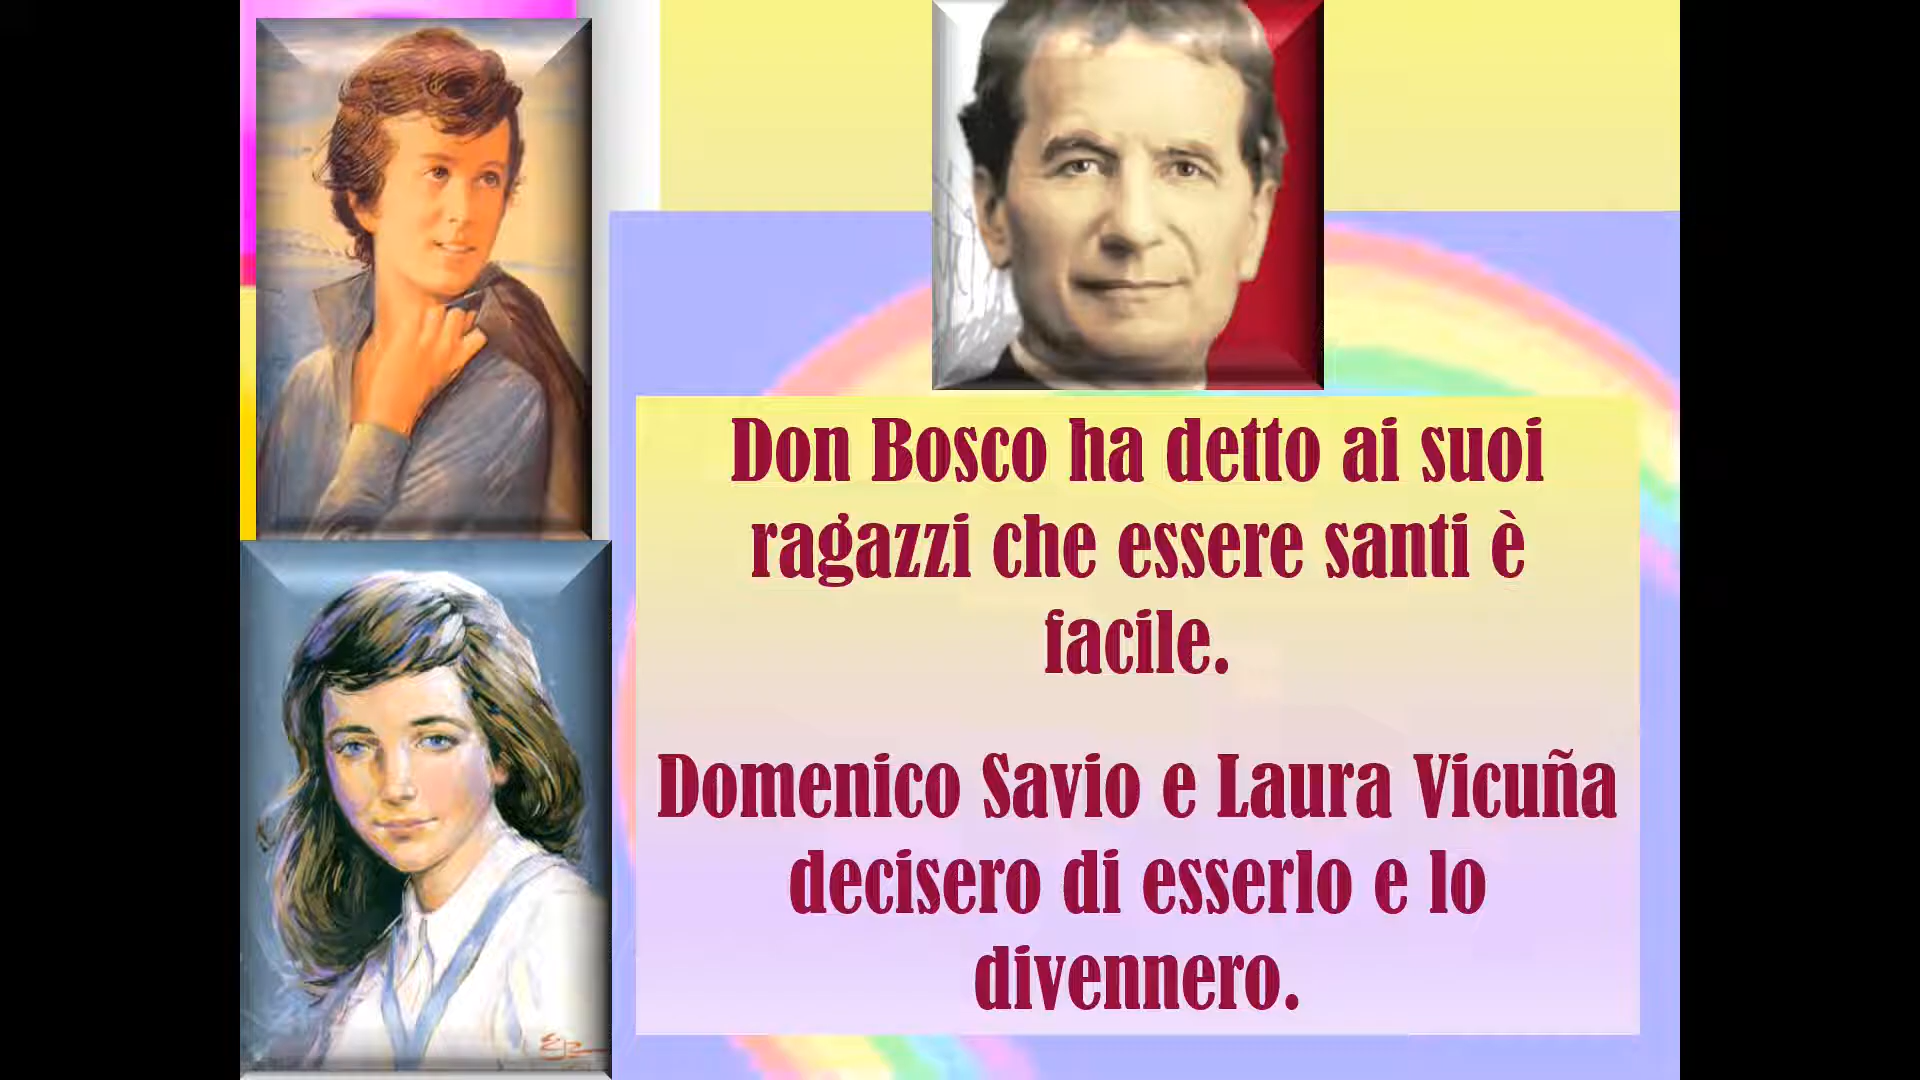 Don Bosco ha detto ai suoi
ragazzi che essere santi è
facile.
Domenico Savio e Laura Vicuña
decisero di esserlo e lo
divennero.